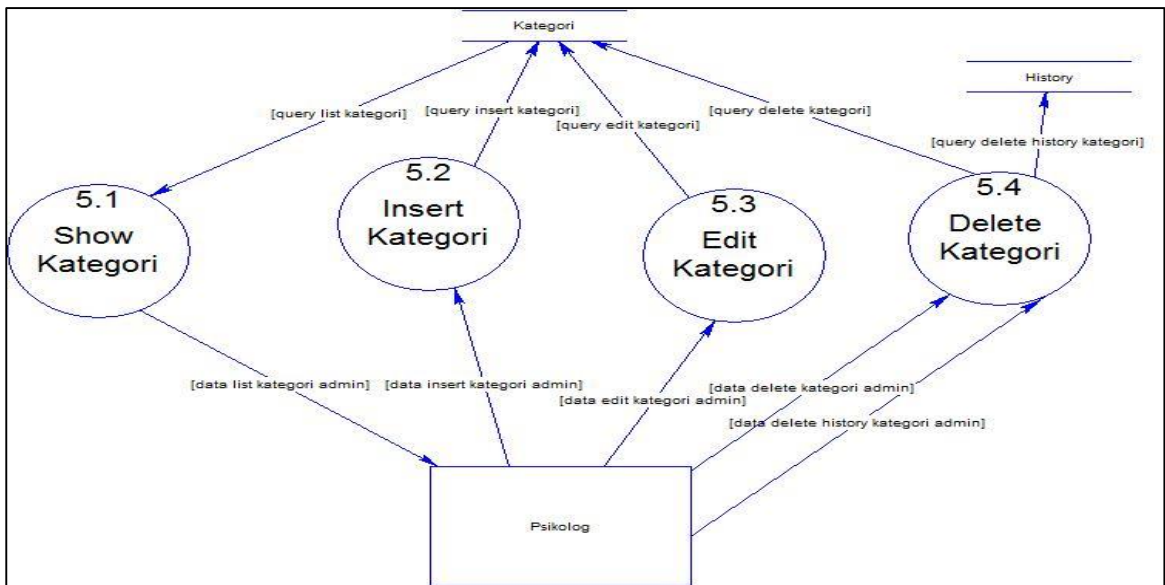 Kategori
History
[query list kategori]
[query insert kategori]
[query edit kategori]
[query delete kategori]
[query delete history kategori]
5.1
Show
Kategori
5.2
Insert
Kategori
5.3
Edit
Kategori
5.4
Delete
Kategori
[data list kategori admin]
[data insert kategori admin]
[data edit kategori admin]
[data delete kategori admin]
[data delete history kategori admin]
Psikolog